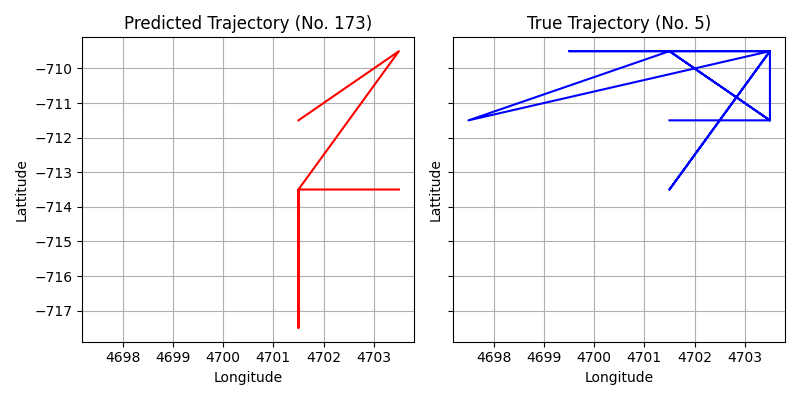 Predicted Trajectory (No. 173)
True Trajectory (No. 5)
−710
−711
−712
−713
−714
−715
−716
−717
Lattitude
Lattitude
4698 4699 4700 4701 4702 4703
4698 4699 4700 4701 4702 4703
Longitude
Longitude